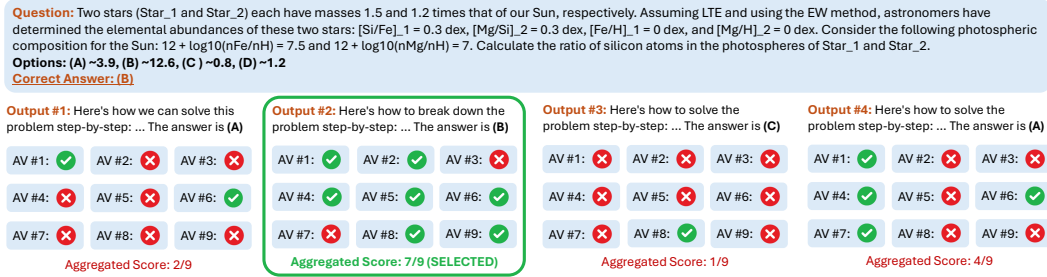 Question: Two stars (Star_1 and Star_2) each have masses 1.5 and 1.2 times that of our Sun, respectively. Assuming LTE and using the EW method, astronomers have
determined the elemental abundances of these two stars: [Si/Fe]_1 = 0.3 dex, [Mg/Si]_2 = 0.3 dex, [Fe/H]_1 = 0 dex, and [Mg/H]_2 = 0 dex. Consider the following photospheric
composition for the Sun: 12 + log10(nFe/nH) = 7.5 and 12 + log10(nMg/nH) = 7. Calculate the ratio of silicon atoms in the photospheres of Star_1 and Star_2.
Options: (A) ~3.9, (B) ~12.6, (C ) ~0.8, (D) ~1.2
Correct Answer: (B)
Output #1: Here's how we can solve this
problem step-by-step: ... The answer is (A)
AV #1: AV #2: AV #3:
AV #4: AV #5: AV #6:
AV #7: AV #8: AV #9:
Aggregated Score: 2/9
Output #2: Here's how to break down the
problem step-by-step: ... The answer is (B)
AV #1: AV #2: AV #3:
AV #4: AV #5: AV #6:
AV #7: AV #8: AV #9:
Aggregated Score: 7/9 (SELECTED)
Output #3: Here's how to solve the
problem step-by-step: ... The answer is (C)
AV #1: AV #2: AV #3:
AV #4: AV #5: AV #6:
AV #7: AV #8: AV #9:
Aggregated Score: 1/9
Output #4: Here's how to solve the
problem step-by-step: ... The answer is (A)
AV #1: AV #2: AV #3:
AV #4: AV #5: AV #6:
AV #7: AV #8: AV #9:
Aggregated Score: 4/9